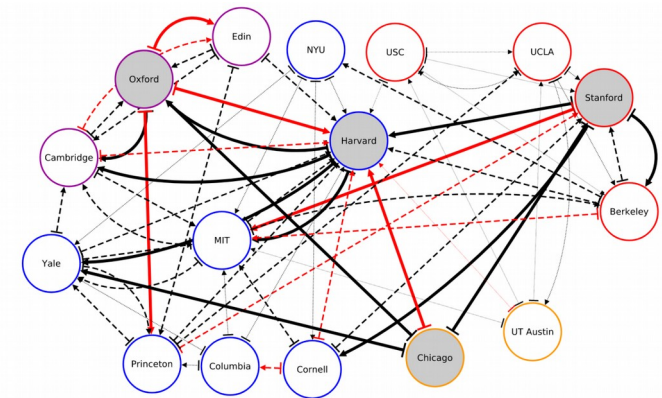 Edin
NYU
USC
UCLA
Oxford
Stanford
Harvard
Cambridge
Berkeley
MIT
Yale
UT Austin
Chicago
Princeton
Columbia
Cornell